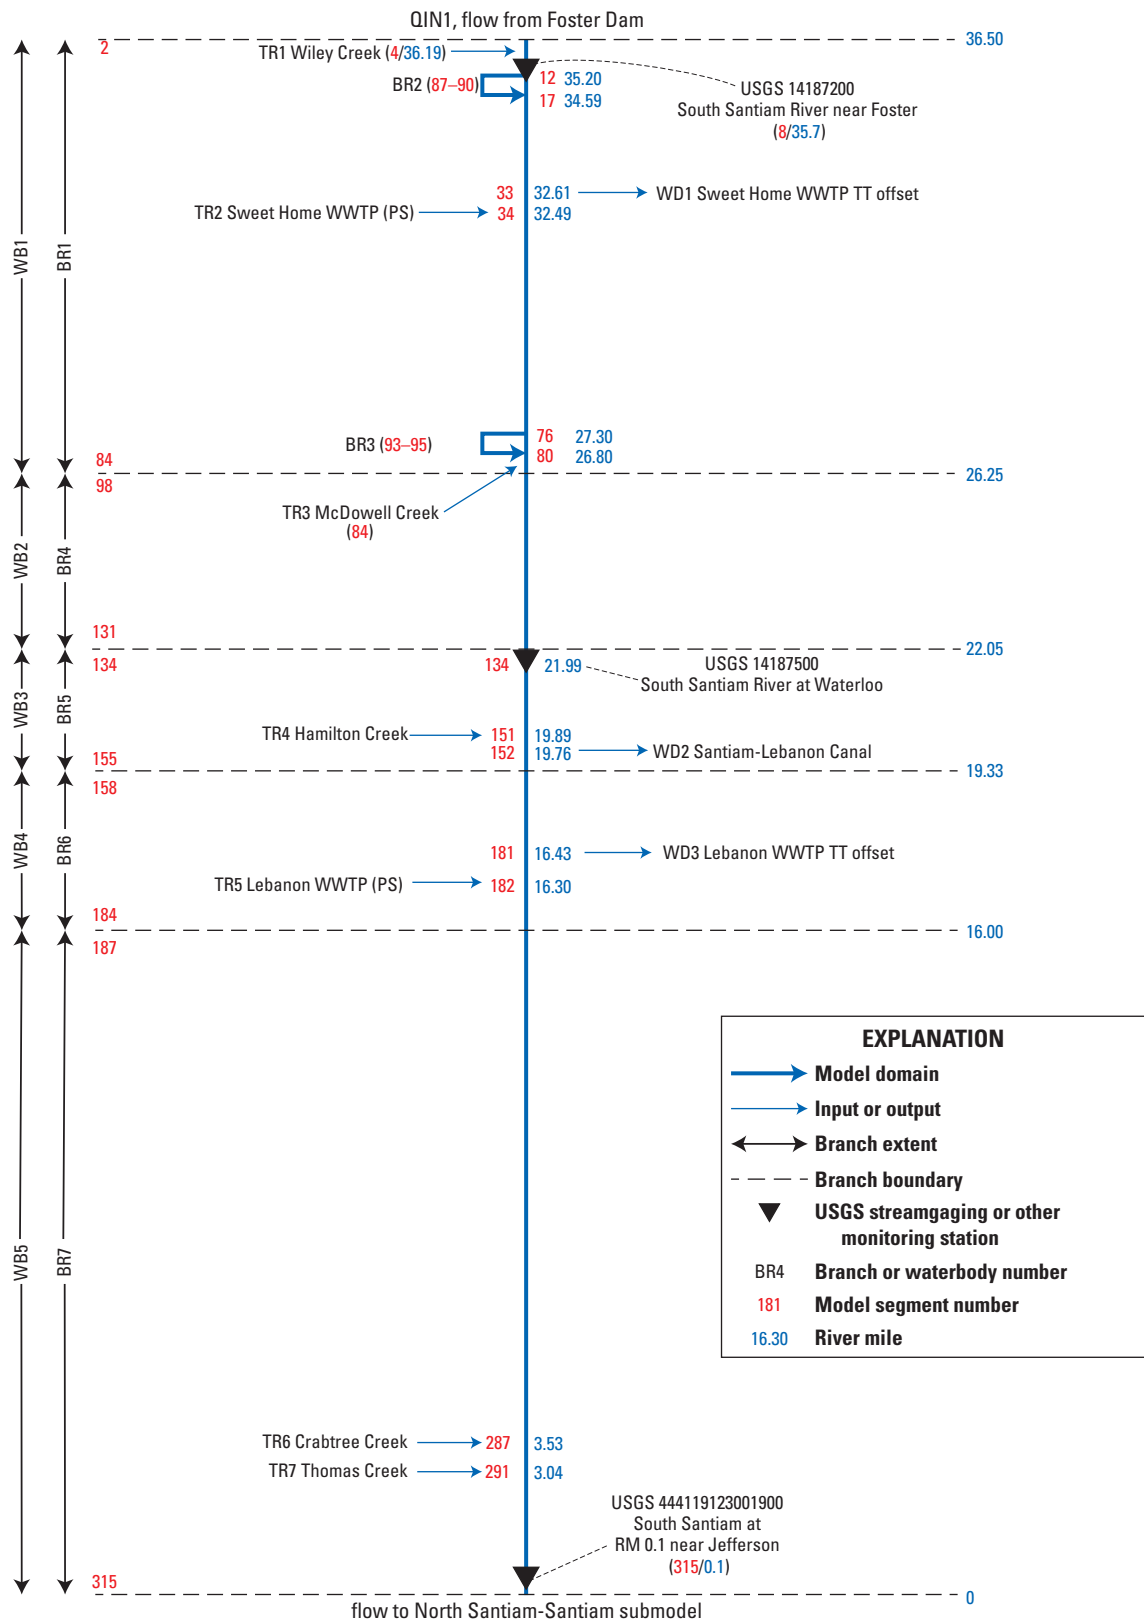 QIN1, flow from Foster Dam
2
36.50
TR1 Wiley Creek (4/36.19)
BR2 (87–90)
12 35.20
17 34.59
USGS 14187200
South Santiam River near Foster
(8/35.7)
33 32.61
WD1 Sweet Home WWTP TT offset
TR2 Sweet Home WWTP (PS)
34 32.49
WB1
BR1
BR3 (93–95)
76 27.30
80 26.80
84
98
26.25
TR3 McDowell Creek
(84)
WB2
BR4
131
134
22.05
134 21.99
USGS 14187500
South Santiam River at Waterloo
WB3
BR5
TR4 Hamilton Creek
151 19.89
152 19.76
WD2 Santiam-Lebanon Canal
155
158
19.33
WB4
BR6
181 16.43
WD3 Lebanon WWTP TT offset
TR5 Lebanon WWTP (PS)
182 16.30
184
187
16.00
WB5
BR7
EXPLANATION
Model domain
Input or output
Branch extent
Branch boundary
USGS streamgaging or other
monitoring station
BR4 Branch or waterbody number
181 Model segment number
16.30 River mile
TR6 Crabtree Creek
287 3.53
TR7 Thomas Creek
291 3.04
USGS 444119123001900
South Santiam at
RM 0.1 near Jefferson
(315/0.1)
315
0
flow to North Santiam-Santiam submodel